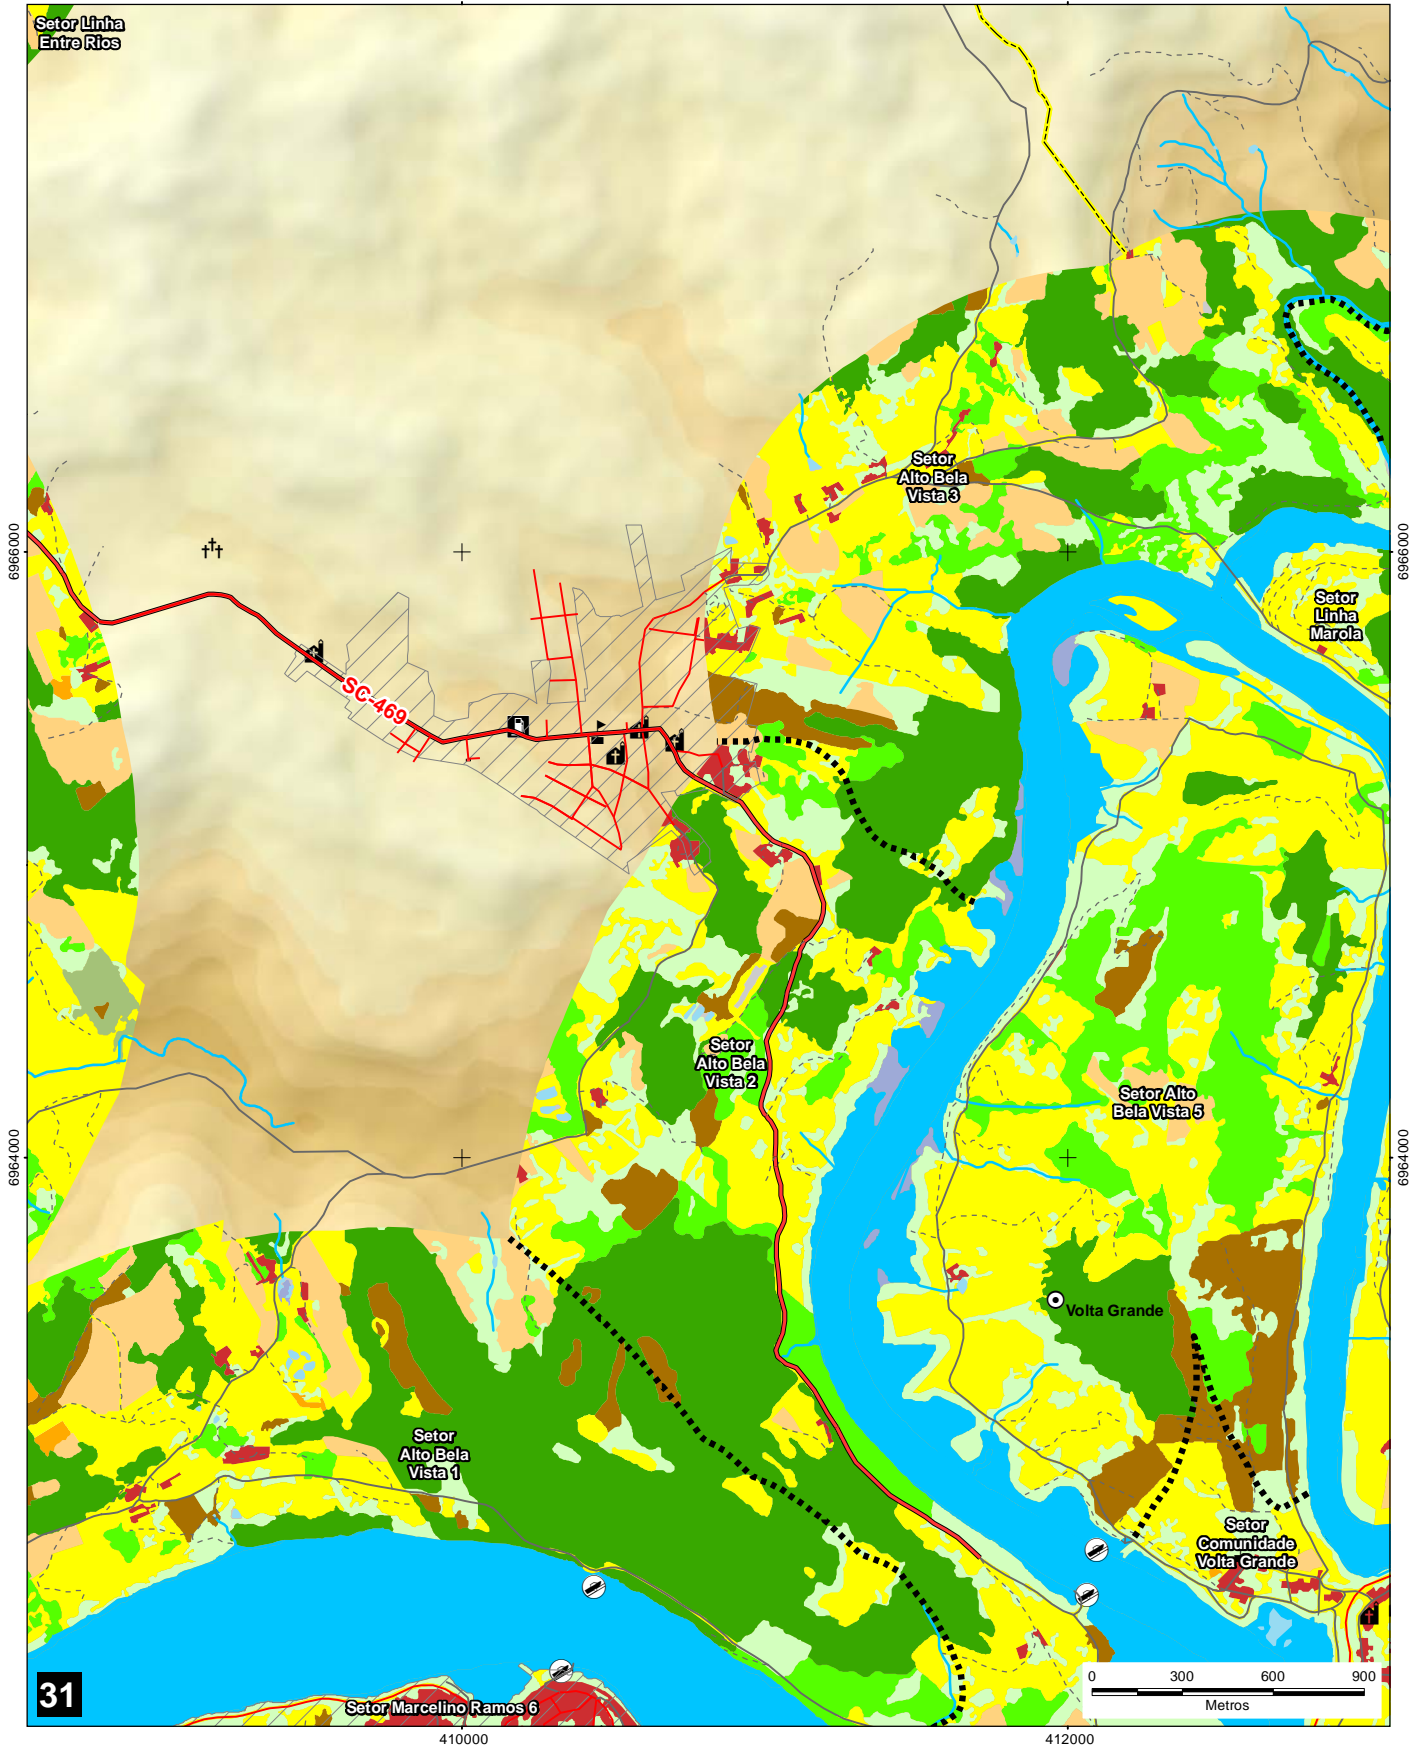 Setor Linha
Entre Rios
Setor
Alto Bela
Vista 3
6966000
6966000
Setor
Linha
Marola
SC-469
Setor
Alto Bela
Vista 2
Setor Alto
Bela Vista 5
6964000
6964000
Volta Grande
Setor
Alto Bela
Vista 1
Setor
Comunidade
Volta Grande
31
Setor Marcelino Ramos 6
0 300 600 900
Metros
410000
412000